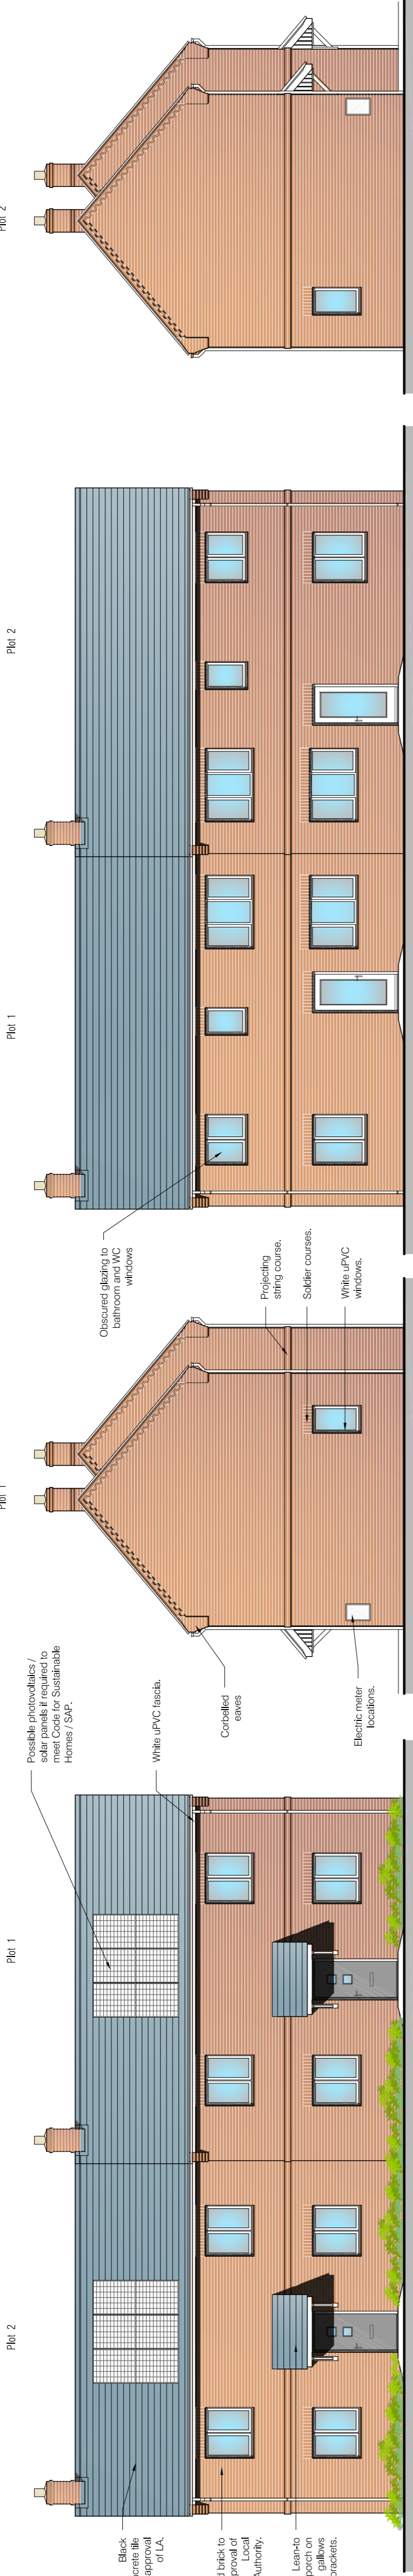 Plot 2
Plot 1
Plot 1
Plot 1
Plot 2
Plot 2
Possible photovoltaics /
solar panels if required to
meet Code for Sustainable
Homes / SAP.
White uPVC fascia.
Corbelled
eaves
Electric meter
locations.
Obscured glazing to
bathroom and WC
windows
Projecting
string course.
Soldier courses.
White uPVC
windows.
Black
tile
approval
of LA.
brick to
of
Local
Authority.
Lean-to
porch on
gallows
brackets.